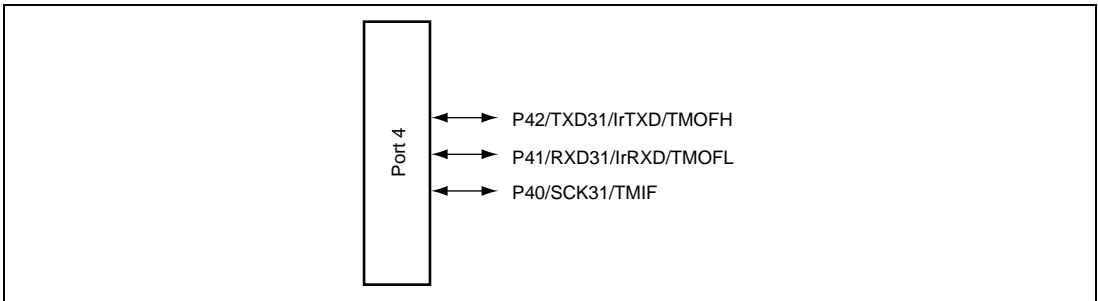 Port 4
P42/TXD31/IrTXD/TMOFH
P41/RXD31/IrRXD/TMOFL
P40/SCK31/TMIF